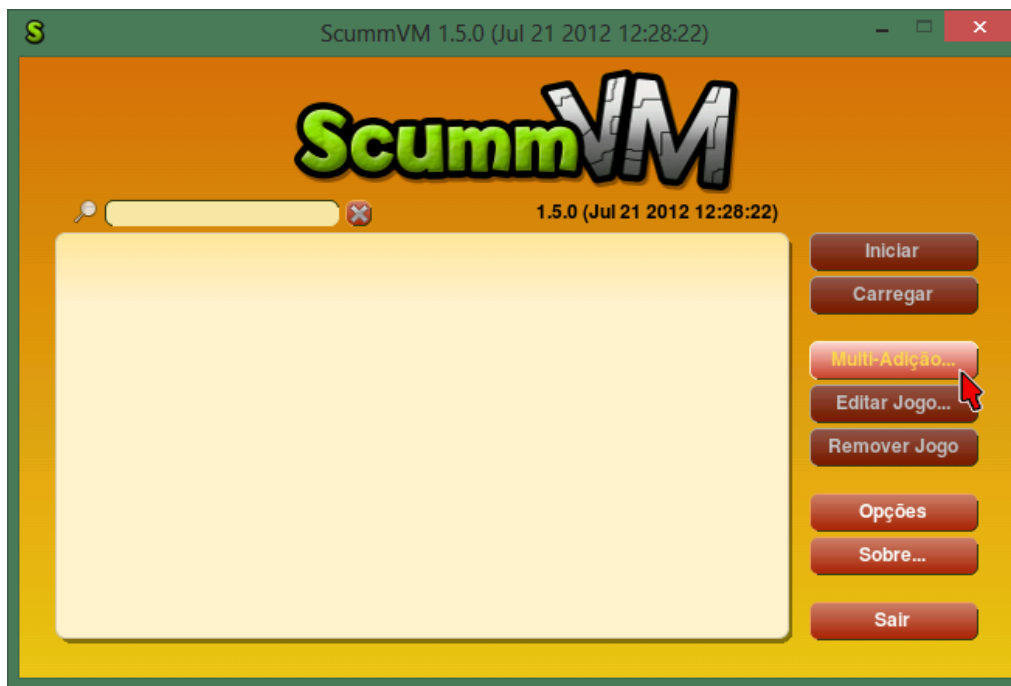 ScummVM 1.5.0 (Jul 21 2012 12:28:22)
ScummVM
1.5.0 (Jul 21 2012 12:28:22)
Iniciar
Carregar
Multi-Adição...
Editar Jogo...
Remover Jogo
Opções
Sobre...
Sair